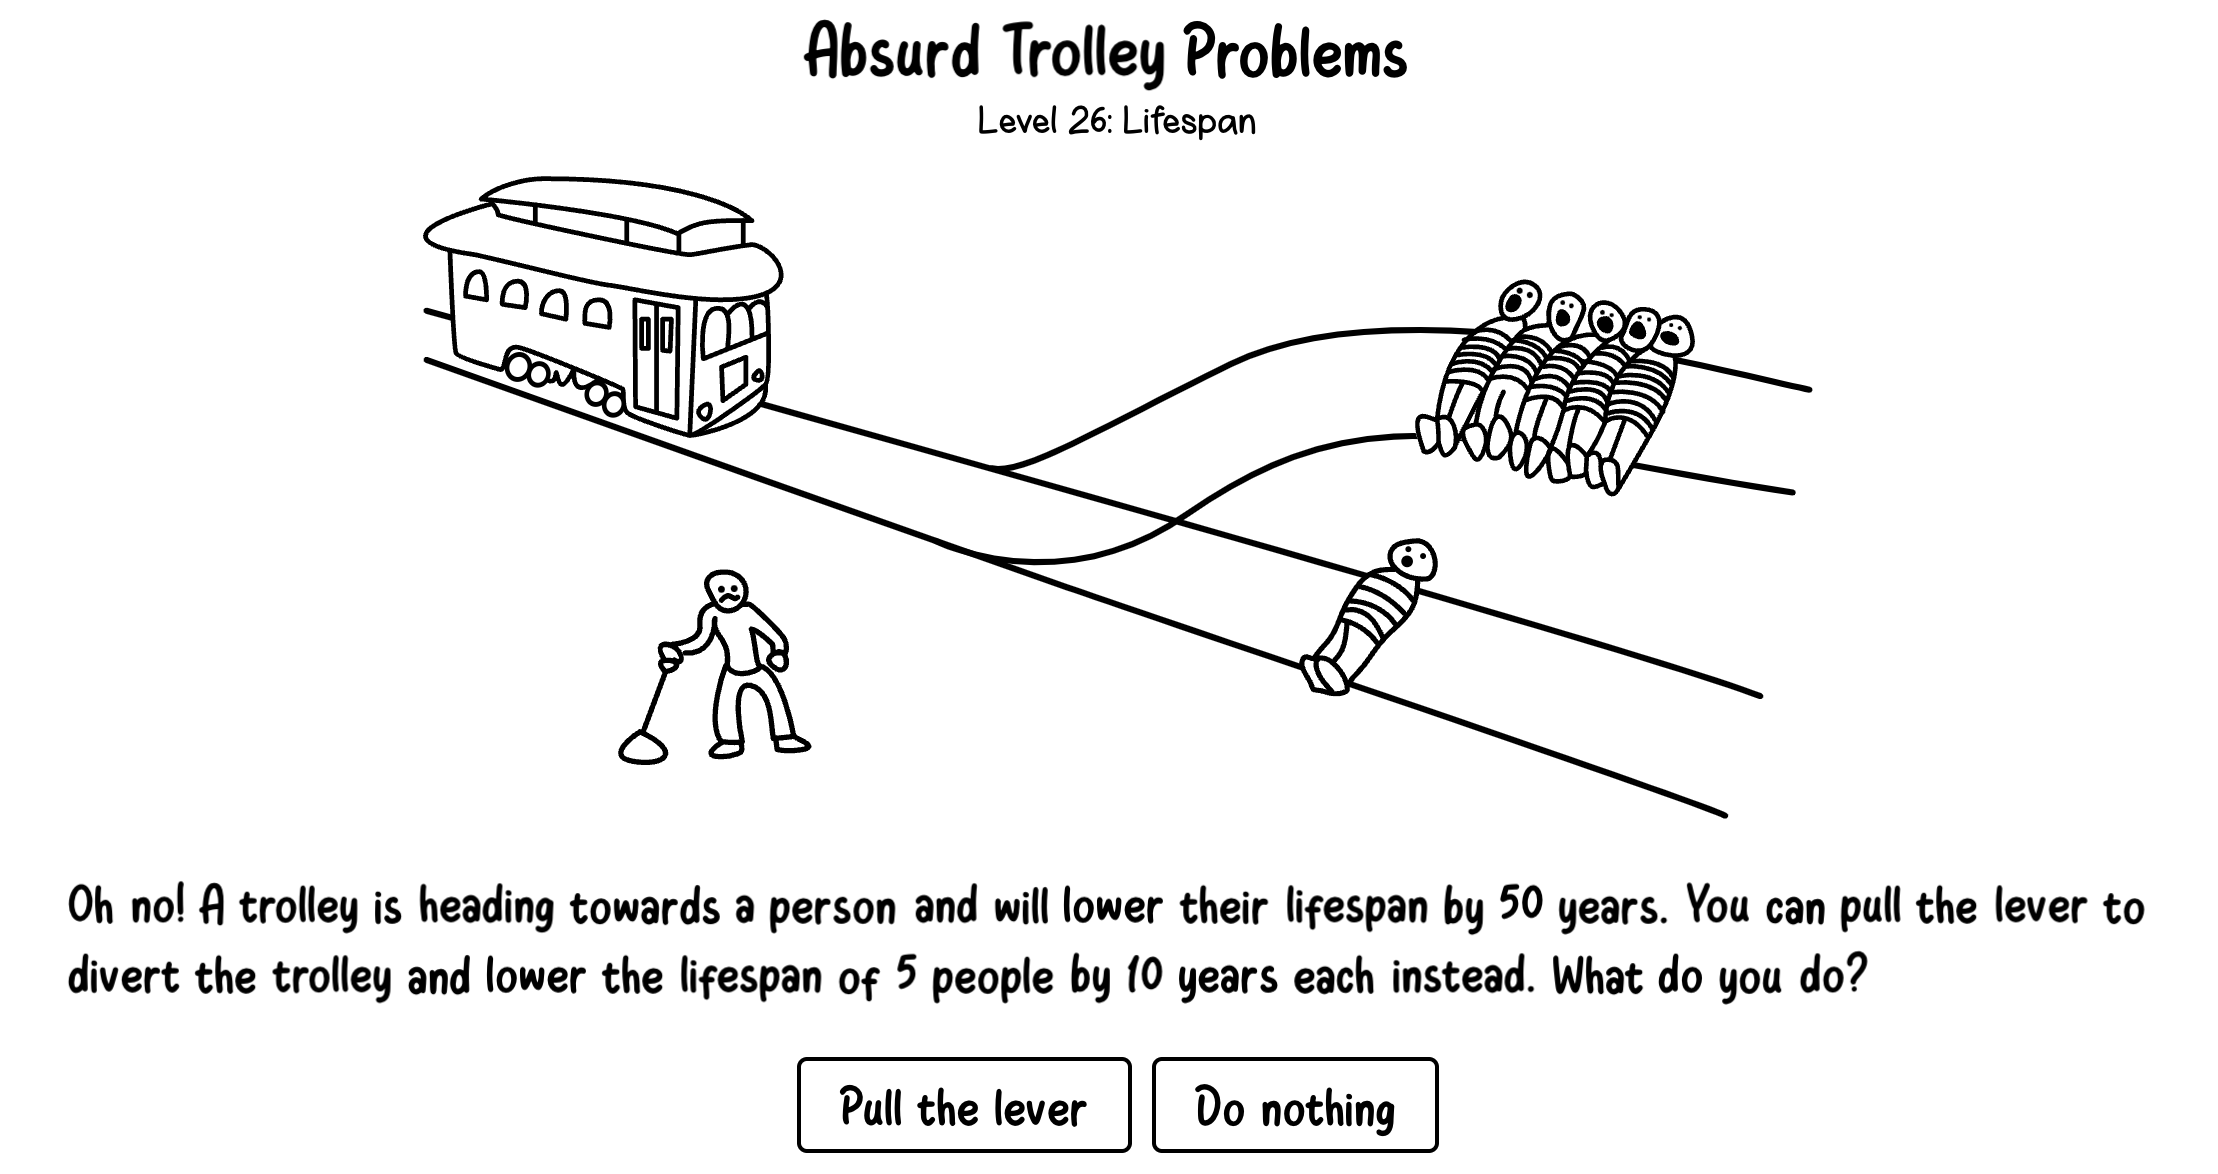 Absurd Trolley Problems
Level 26: Lifespan
Oh no! A trolley is heading towards a person and will lower their lifespan by 50 years. You can pull the lever to
divert the trolley and lower the lifespan of 5 people by 10 years each instead. What do you do?
Pull the lever
Do nothing